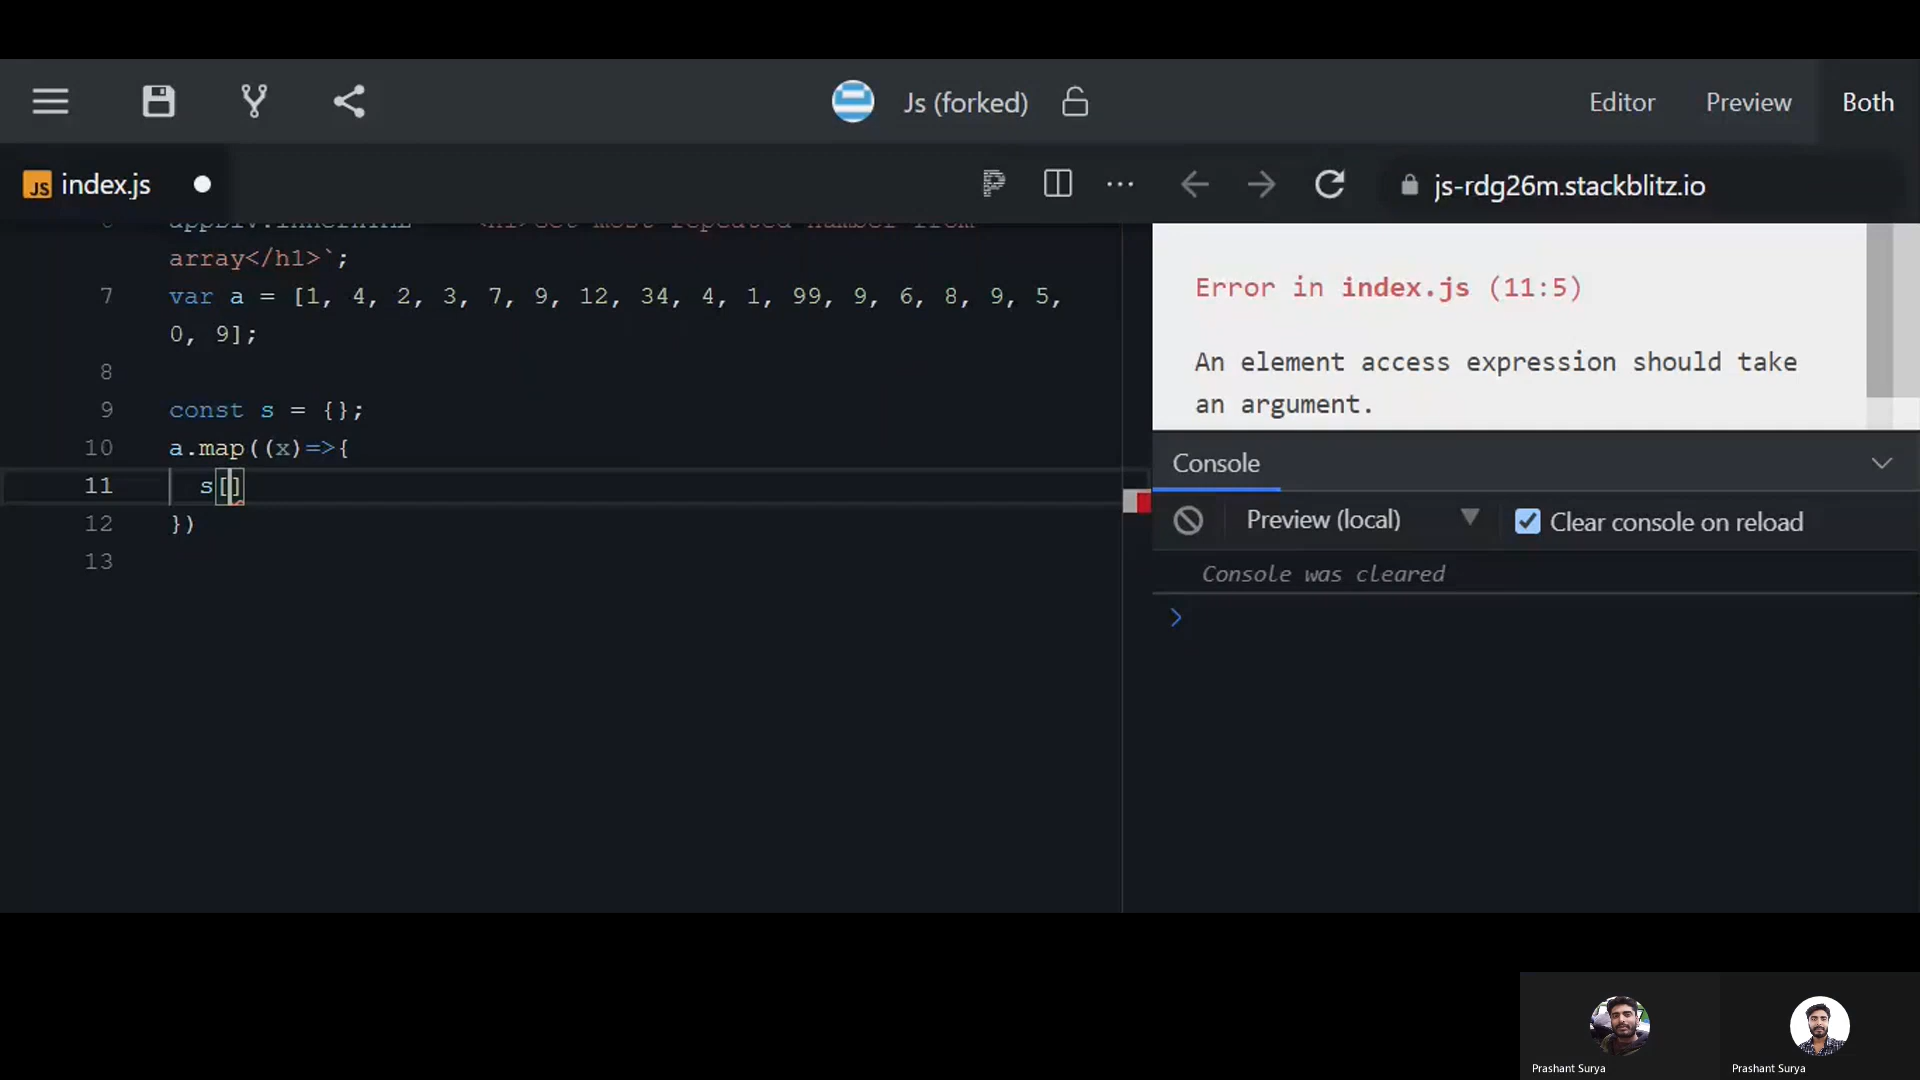 Js (forked)
Editor Preview Both
JS index.js
js-rdg26m.stackblitz.io
array</h1>`;
7 var a = [1, 4, 2, 3, 7, 9, 12, 34, 4, 1, 99, 9, 6, 8, 9, 5,
0, 9];
8
9 const s = {};
10 a.map((x)=>{
11 s[]
12 })
13
Error in index.js (11:5)
An element access expression should take
an argument.
Console
Preview (local) Clear console on reload
Console was cleared
Prashant Surya
Prashant Surya